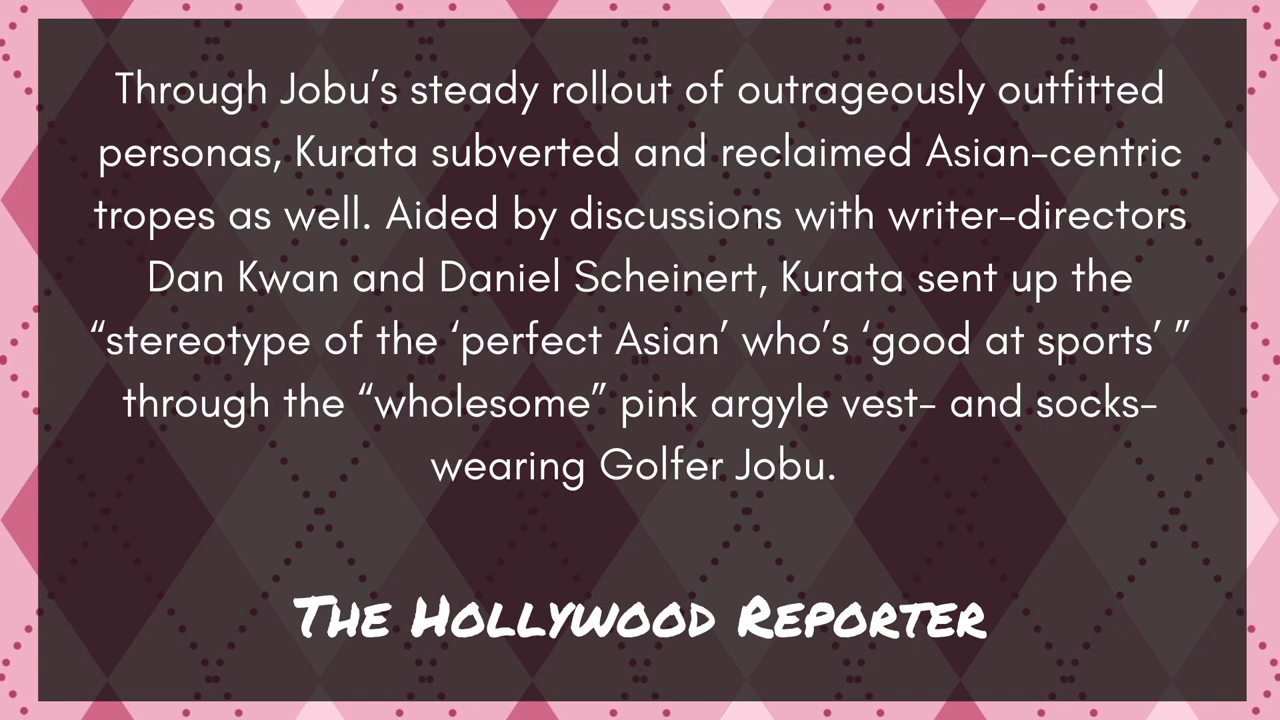 Through Jobu’s steady rollout of outrageously outfitted
personas, Kurata subverted and reclaimed Asian-centric
tropes as well. Aided by discussions with writer-directors
Dan Kwan and Daniel Scheinert, Kurata sent up the
“stereotype of the ‘perfect Asian’ who’s ‘good at sports’ ”
through the “wholesome” pink argyle vest- and socks-
wearing Golfer Jobu.
The Hollywood Reporter